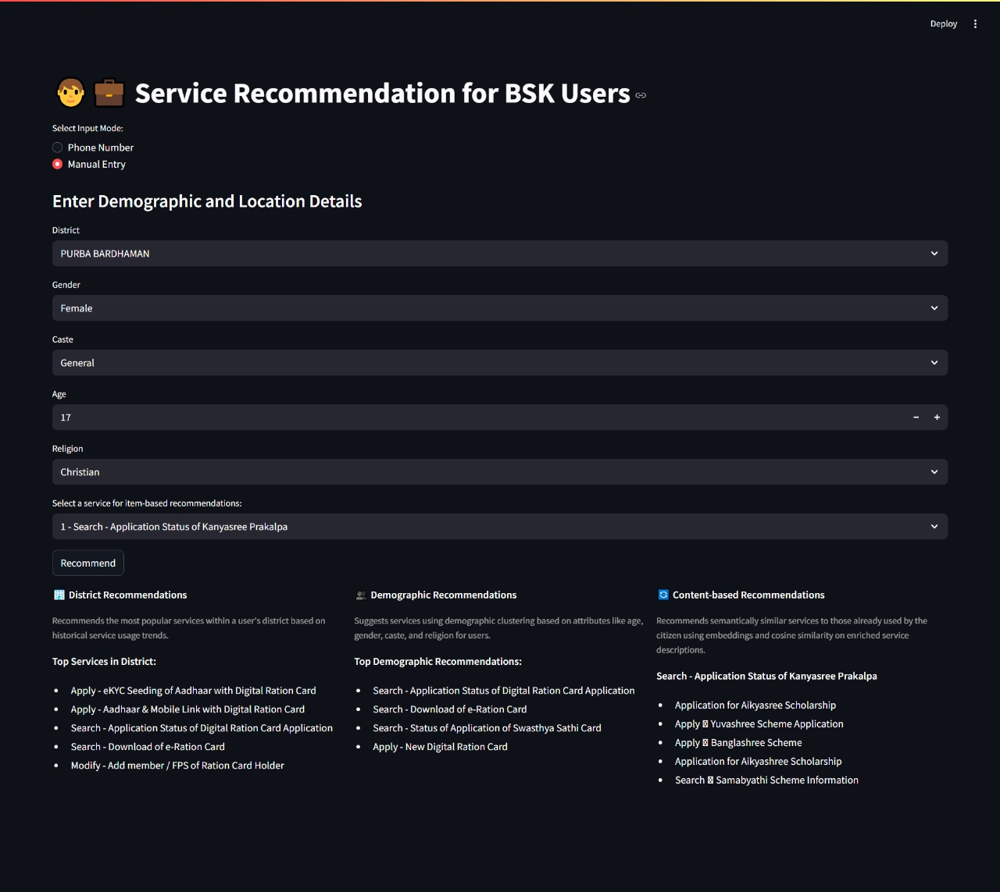 Deploy
Service Recommendation for BSK Users
Select Input Mode:
Phone Number
Manual Entry
Enter Demographic and Location Details
District
PURBA BARDHAMAN
Gender
Female
Caste
General
Age
17
Religion
Christian
Select a service for item-based recommendations:
1 - Search - Application Status of Kanyasree Prakalpa
Recommend
District Recommendations
Recommends the most popular services within a user's district based on
historical service usage trends.
Top Services in District:
• Apply - eKYC Seeding of Aadhaar with Digital Ration Card
• Apply - Aadhaar & Mobile Link with Digital Ration Card
• Search - Application Status of Digital Ration Card Application
• Search - Download of e-Ration Card
• Modify - Add member / FPS of Ration Card Holder
Demographic Recommendations
Suggests services using demographic clustering based on attributes like age,
gender, caste, and religion for users.
Top Demographic Recommendations:
• Search - Application Status of Digital Ration Card Application
• Search - Download of e-Ration Card
• Search - Status of Application of Swasthya Sathi Card
• Apply - New Digital Ration Card
Content-based Recommendations
Recommends semantically similar services to those already used by the
citizen using embeddings and cosine similarity on enriched service
descriptions.
Search - Application Status of Kanyasree Prakalpa
• Application for Aikyasree Scholarship
• Apply Yuvashree Scheme Application
• Apply Banglashree Scheme
• Application for Aikyashree Scholarship
• Search Samabyathi Scheme Information